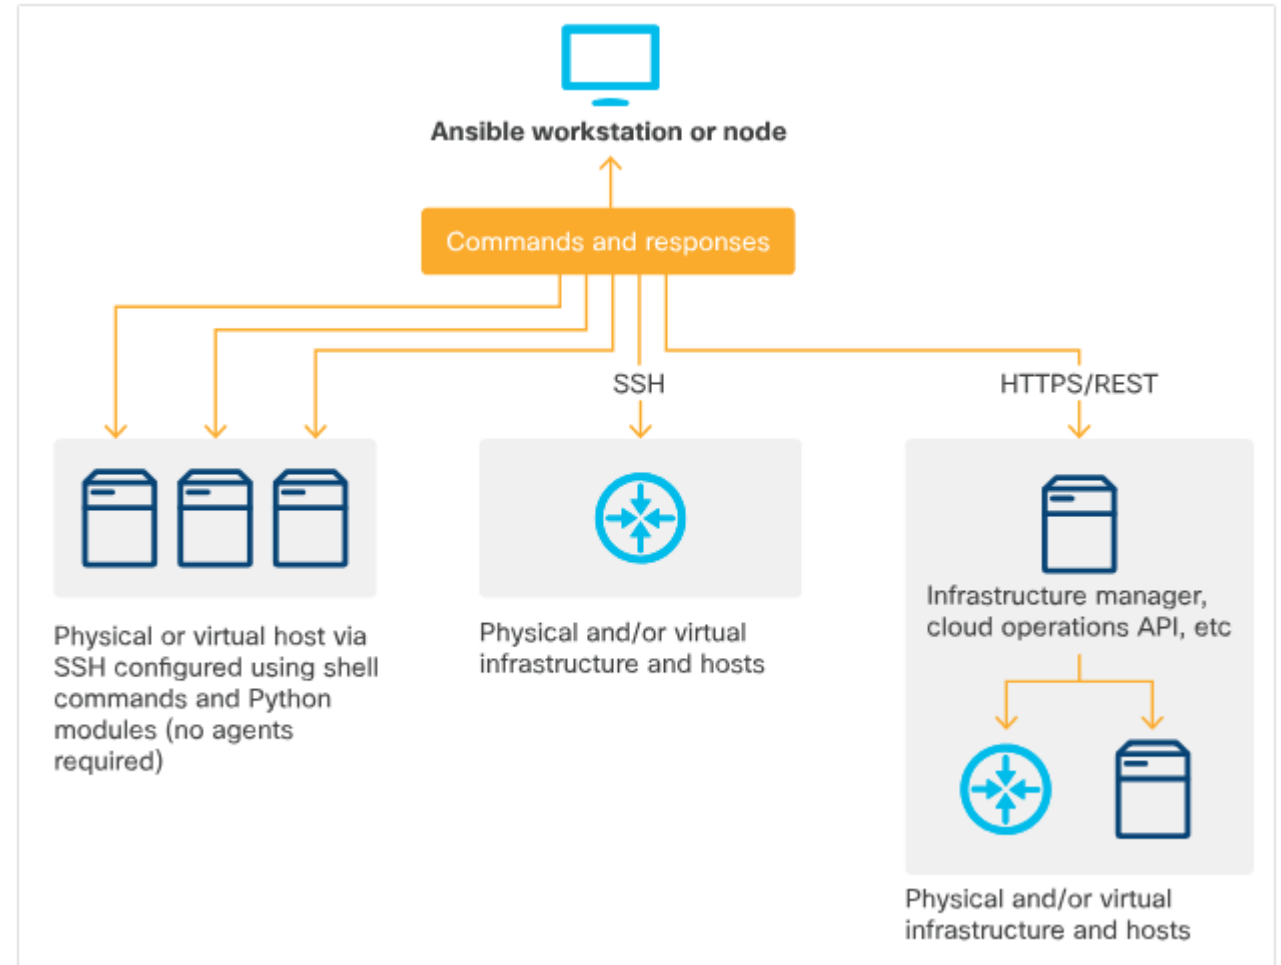 Ansible workstation or node
Commands and responses
SSH
HTTPS/REST
Physical or virtual host via
SSH configured using shell
commands and Python
modules (no agents
required)
Physical and/or virtual
infrastructure and hosts
Infrastructure manager,
cloud operations API, etc
Physical and/or virtual
infrastructure and hosts